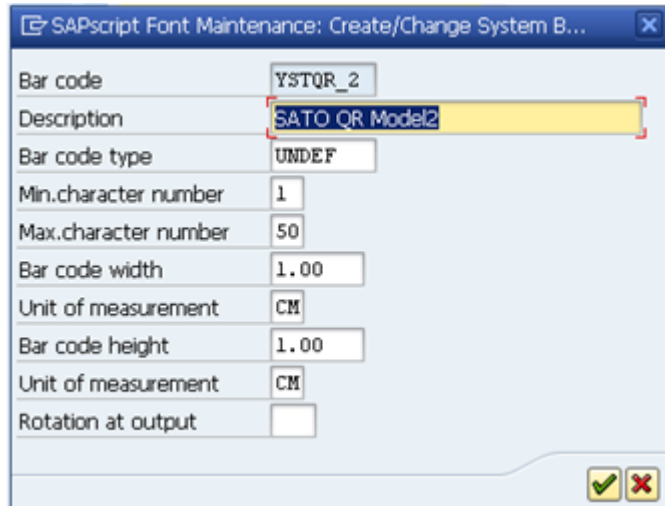 SAPscript Font Maintenance: Create/Change System B...
Bar code YSTQR_2
Description SATO QR Model2
Bar code type UNDEF
Min.character number 1
Max.character number 50
Bar code width 1.00
Unit of measurement CM
Bar code height 1.00
Unit of measurement CM
Rotation at output